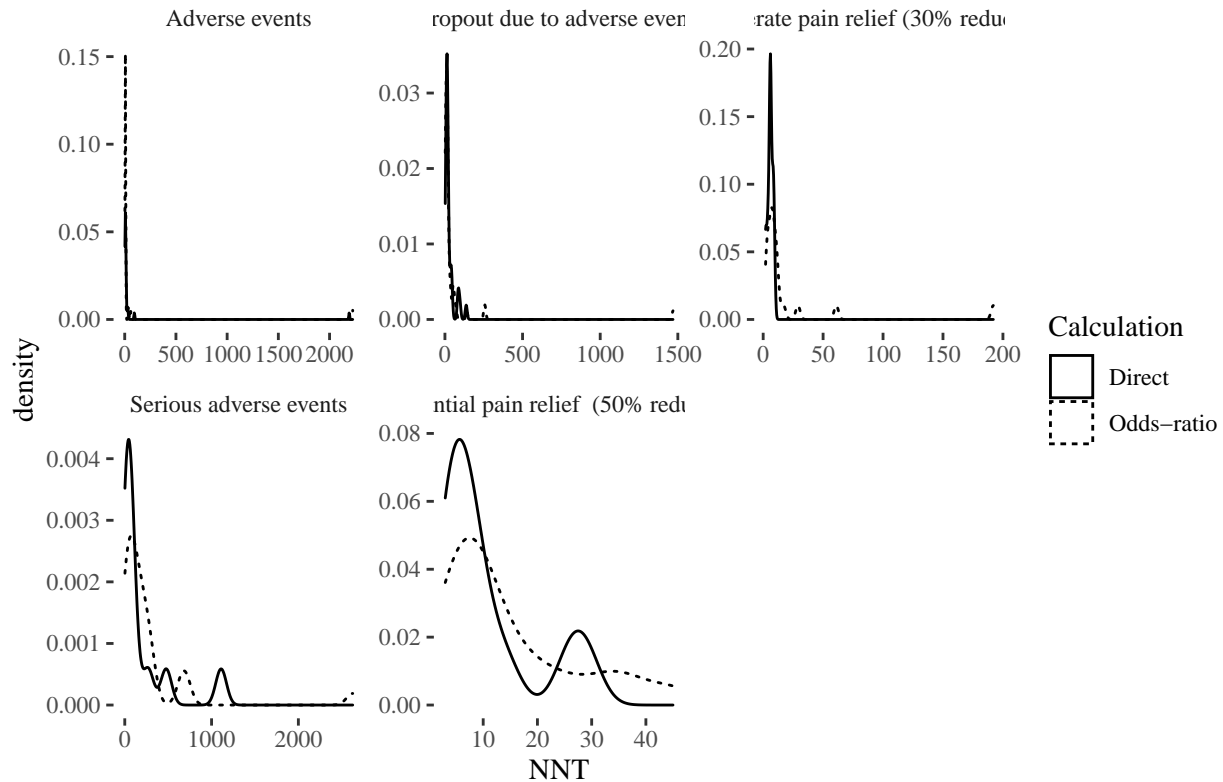 Adverse events
ropout due to adverse even
erate pain relief (30% redu
0.15
0.10
0.05
0.00
0 500 1000 1500 2000
0.03
0.02
0.01
0.00
0 500 1000 1500
0.20
0.15
0.10
0.05
0.00
0 50 100 150 200
Serious adverse events
ntial pain relief (50% redu
0.004
0.003
0.002
0.001
0.000
0 1000 2000
0.08
0.06
0.04
0.02
0.00
10 20 30 40
density
NNT
Calculation
Direct
Odds−ratio